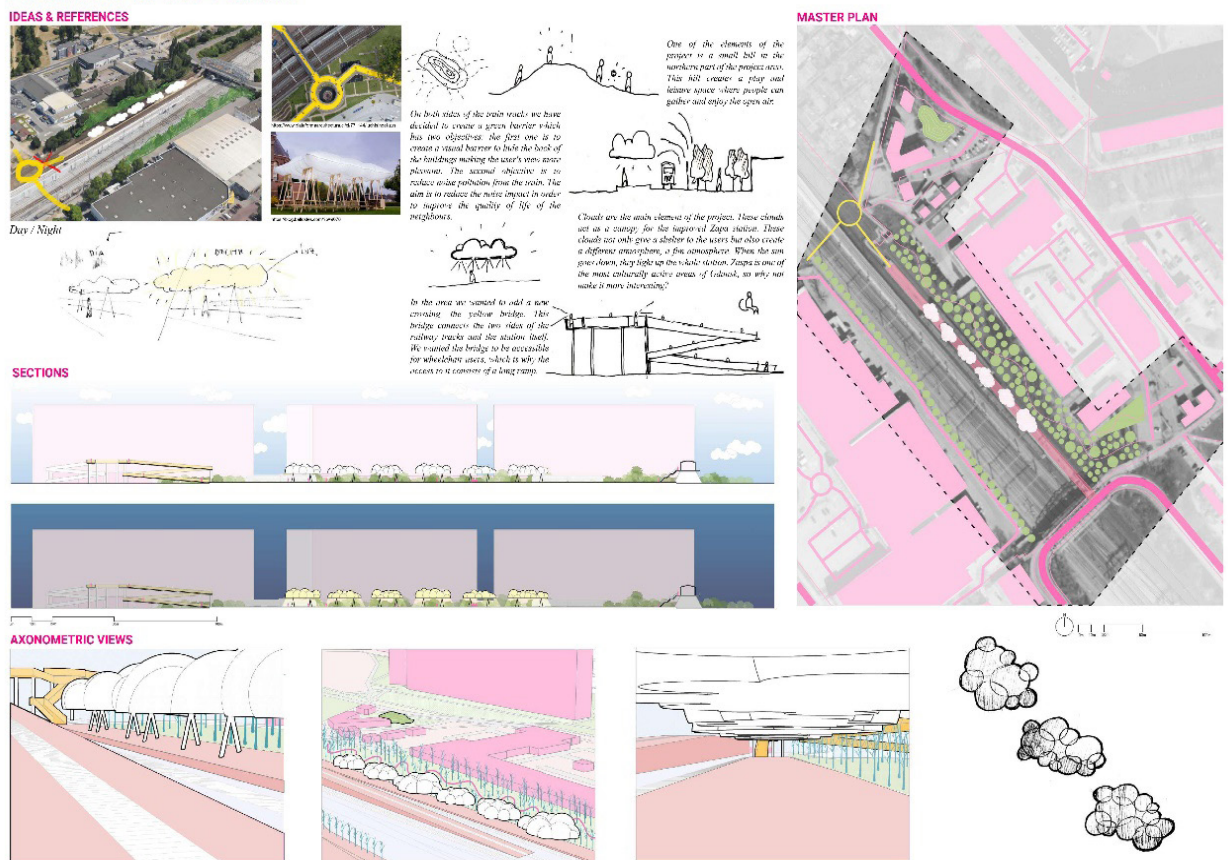 IDEAS & REFERENCES
MASTER PLAN
One of the elements of the
project is a small hill in the
northern part of the project area.
This hill creates a play and
leisure space where people can
gather and enjoy the open air.
On both sides of the train tracks we have
decided to create a green barrier which
has two objectives: the first one is to
create a visual barrier to hide the back of
the buildings making the user's view more
pleasant. The second objective is to
reduce noise pollution from the train. The
aim is to reduce the noise impact in order
to improve the quality of life of the
neighbours.
Clouds are the main element of the project. These clouds
act as a canopy for the improved Zapa station. These
clouds not only give a shelter to the users but also create
a different atmosphere, a fun atmosphere. When the sun
goes down, they light up the whole station. Zaspa is one of
the most culturally active areas of Gdansk, so why not
make it more interesting?
Day / Night
In the area we wanted to add a new
crossing, the yellow bridge. This
bridge connects the two sides of the
railway tracks and the station itself.
We wanted the bridge to be accessible
for wheelchair users, which is why the
access to it consists of a long ramp.
SECTIONS
AXONOMETRIC VIEWS